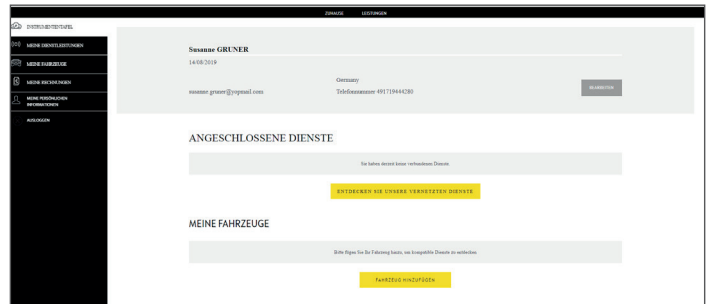 ZUHAUSE LEISTUNGEN
INSTRUMENTENTAFEL
MEINE DIENSTLEISTUNGEN
MEINE FAHRZEUGE
MEINE RECHNUNGEN
MEINE PERSÖNLICHEN
INFORMATIONEN
AUSLOGGEN
Susanne GRUNER
14/08/2019
Germany
susanne.gruner@yopmail.com
Telefonnummer 491719444286
BEARBEITEN
ANGESCHLOSSENE DIENSTE
Sie haben derzeit keine verbundenen Dienste.
ENTDECKEN SIE UNSERE VERNETZTEN DIENSTE
MEINE FAHRZEUGE
Bitte fügen Sie Ihr Fahrzeug hinzu, um kompatible Dienste zu entdecken
FAHRZEUG HINZUFÜGEN